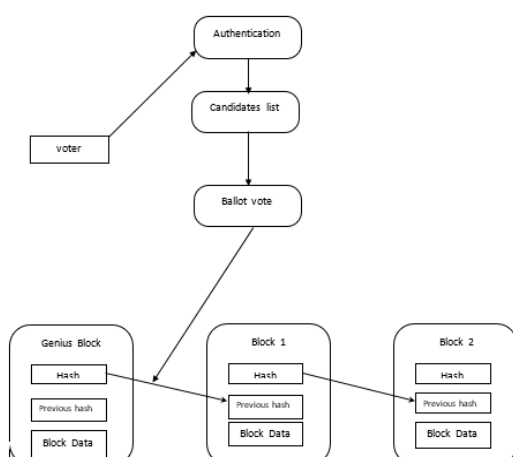 Authentication
Candidates list
voter
Ballot vote
Genius Block
Hash
Previous hash
Block Data
Block 1
Hash
Previous hash
Block Data
Block 2
Hash
Previous hash
Block Data